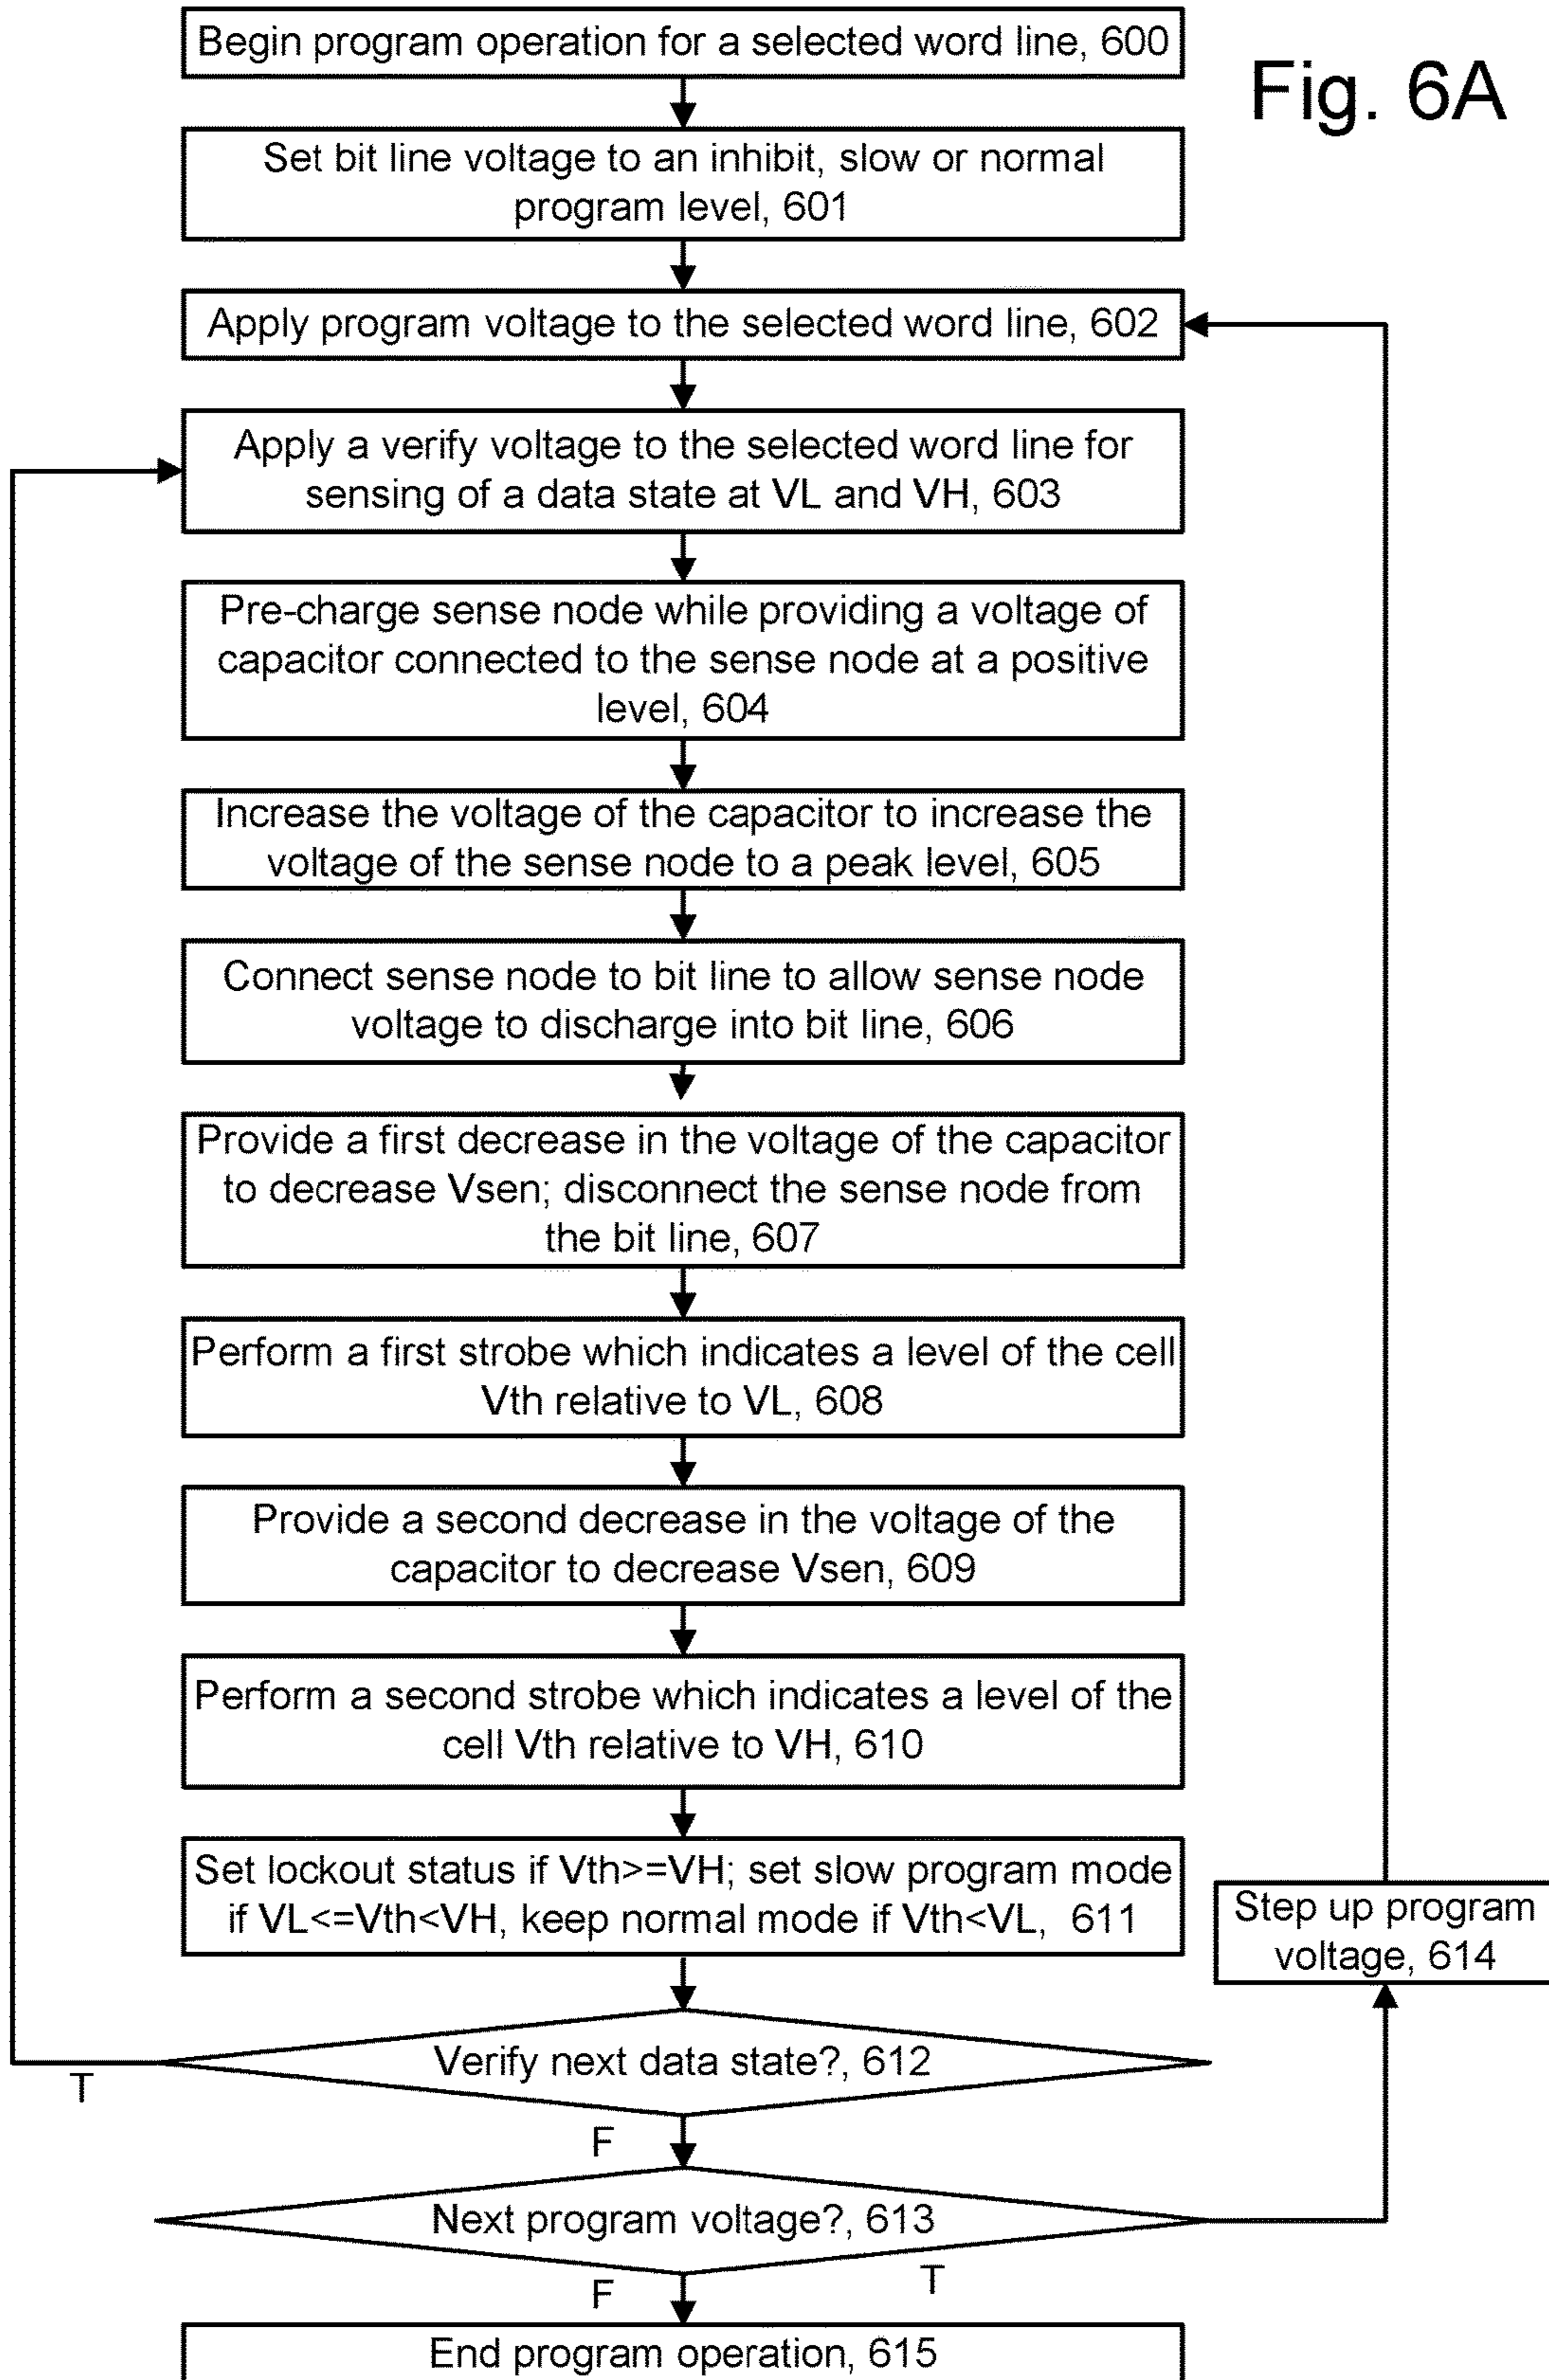 Begin program operation for a selected word line, 600
Fig. 6A
Set bit line voltage to an inhibit, slow or normal
program level, 601
Apply program voltage to the selected word line, 602
Apply a verify voltage to the selected word line for
sensing of a data state at VL and VH, 603
Pre-charge sense node while providing a voltage of
capacitor connected to the sense node at a positive
level, 604
Increase the voltage of the capacitor to increase the
voltage of the sense node to a peak level, 605
Connect sense node to bit line to allow sense node
voltage to discharge into bit line, 606
Provide a first decrease in the voltage of the capacitor
to decrease Vsen; disconnect the sense node from
the bit line, 607
Perform a first strobe which indicates a level of the cell
Vth relative to VL, 608
Provide a second decrease in the voltage of the
capacitor to decrease Vsen, 609
Perform a second strobe which indicates a level of the
cell Vth relative to VH, 610
Set lockout status if Vth>=VH; set slow program mode
if VL<=Vth<VH, keep normal mode if Vth<VL, 611
Step up program
voltage, 614
Verify next data state?, 612
T
F
Next program voltage?, 613
T
F
End program operation, 615